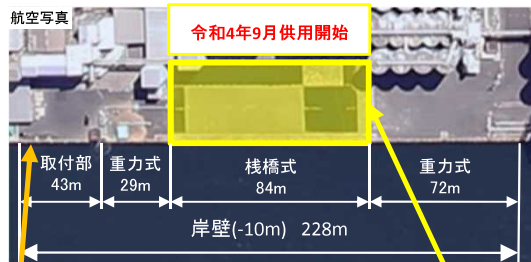 航空写真
令和4年9月供用開始
取付部
43m
重力式
29m
桟橋式
84m
重力式
72m
岸壁(-10m) 228m